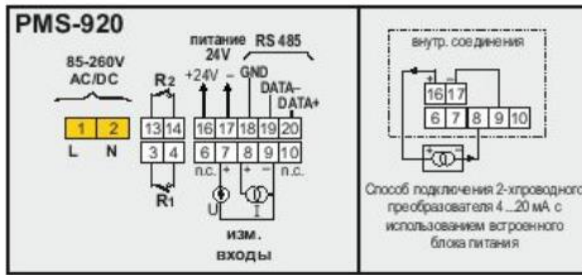 PMS-920
питание 24V
RS 485
85-260V
AC/DC
R2
+24V – GND
DATA–
DATA+
1 2
13 14
16 17 18 19 20
L N
3 4
6 7 8 9 10
n.c. + + – n.c.
R1
U
I
изм.
входы
внутр. соединения
+ –
16 17
6 7 8 9 10
+ –
Способ подключения 2-хпроводного
преобразователя 4...20 мА с
использованием встроенного
блока питания